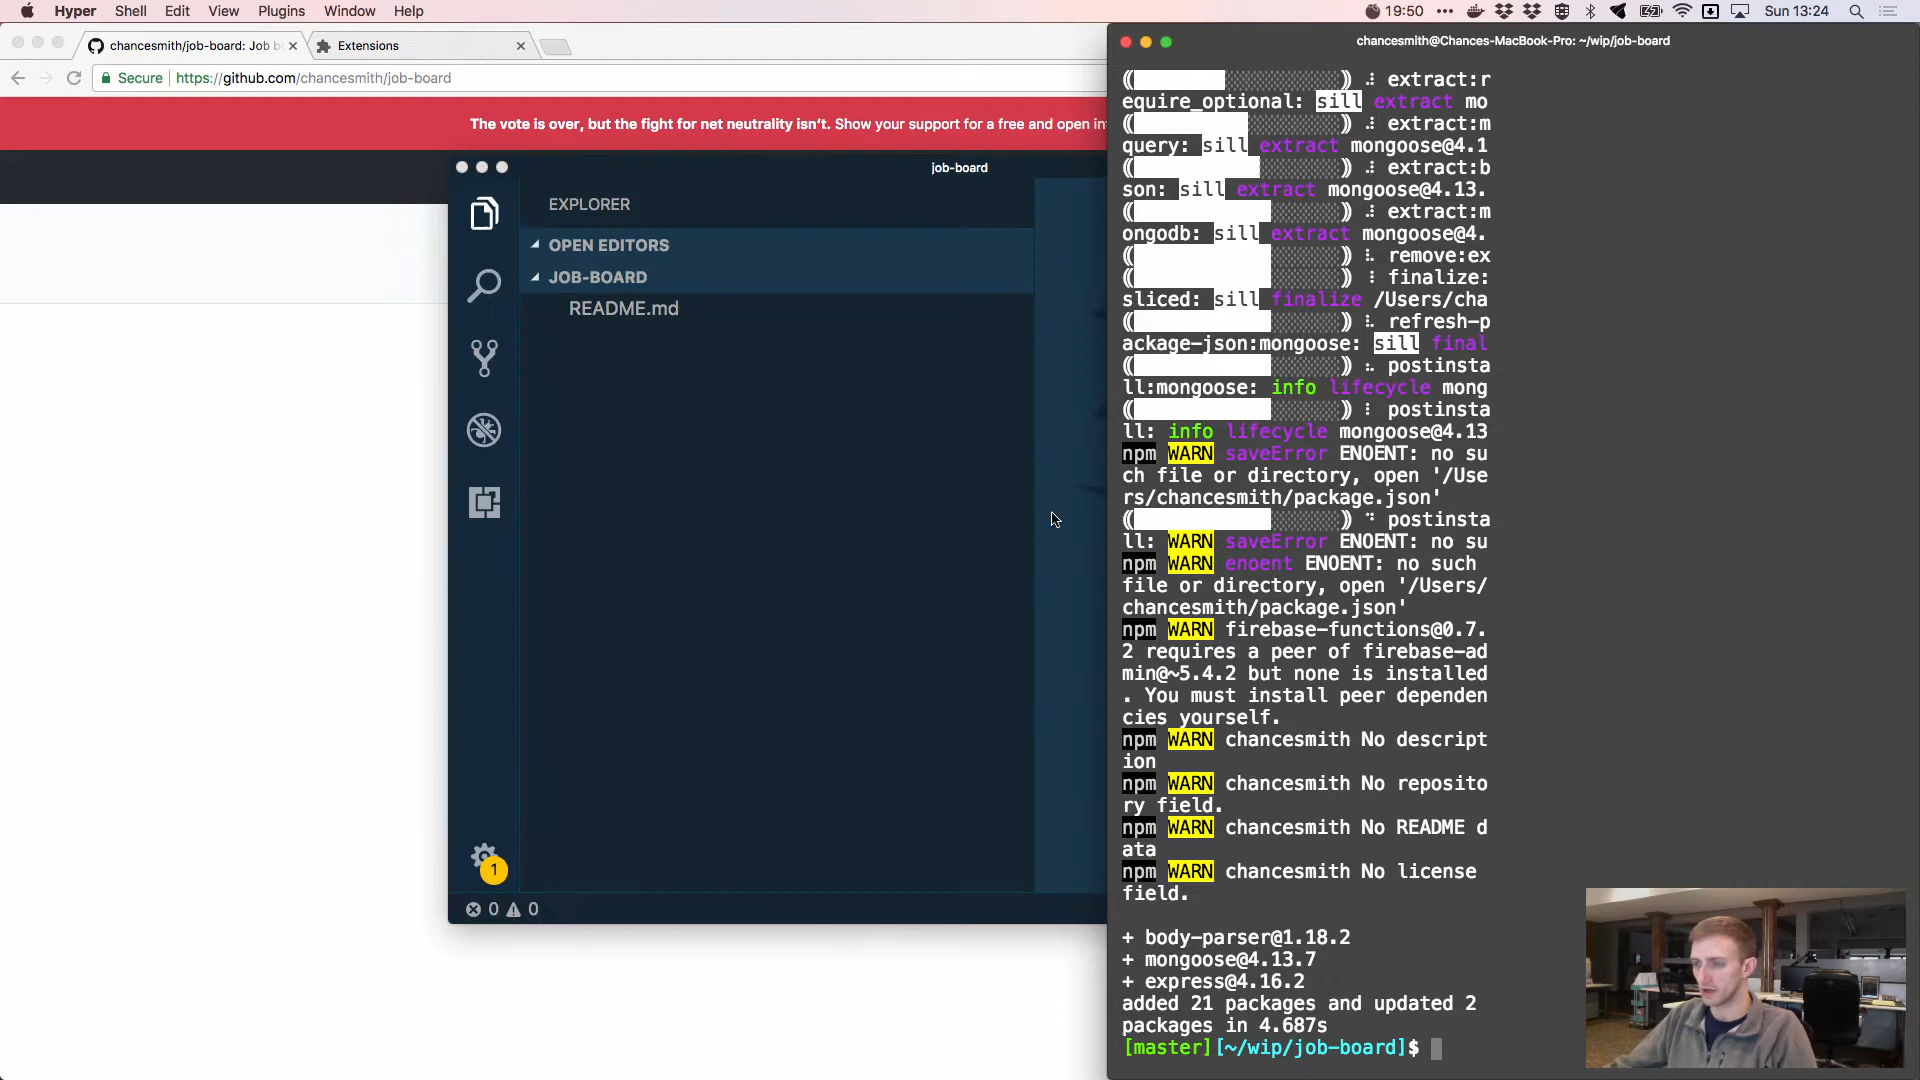 Hyper Shell Edit View Plugins Window Help
19:50 Sun 13:24
chancesmith/job-board: Job b
Extensions
Secure https://github.com/chancesmith/job-board
The vote is over, but the fight for net neutrality isn't. Show your support for a free and open in
job-board
EXPLORER
OPEN EDITORS
JOB-BOARD
README.md
1
0 0
chancesmith@Chances-MacBook-Pro: ~/wip/job-board
extract:r
equire_optional: sill extract mo
extract:m
query: sill extract mongoose@4.1
extract:b
son: sill extract mongoose@4.13.
extract:m
ongodb: sill extract mongoose@4.
remove:ex
finalize:
sliced: sill finalize /Users/cha
refresh-p
ackage-json:mongoose: sill final
postinsta
ll:mongoose: info lifecycle mong
postinsta
ll: info lifecycle mongoose@4.13
npm WARN saveError ENOENT: no su
ch file or directory, open '/Use
rs/chancesmith/package.json'
postinsta
ll: WARN saveError ENOENT: no su
npm WARN enoent ENOENT: no such
file or directory, open '/Users/
chancesmith/package.json'
npm WARN firebase-functions@0.7.
2 requires a peer of firebase-ad
min@~5.4.2 but none is installed
. You must install peer dependen
cies yourself.
npm WARN chancesmith No descript
ion
npm WARN chancesmith No reposito
ry field.
npm WARN chancesmith No README d
ata
npm WARN chancesmith No license
field.
+ body-parser@1.18.2
+ mongoose@4.13.7
+ express@4.16.2
added 21 packages and updated 2
packages in 4.687s
[master][~/wip/job-board]$